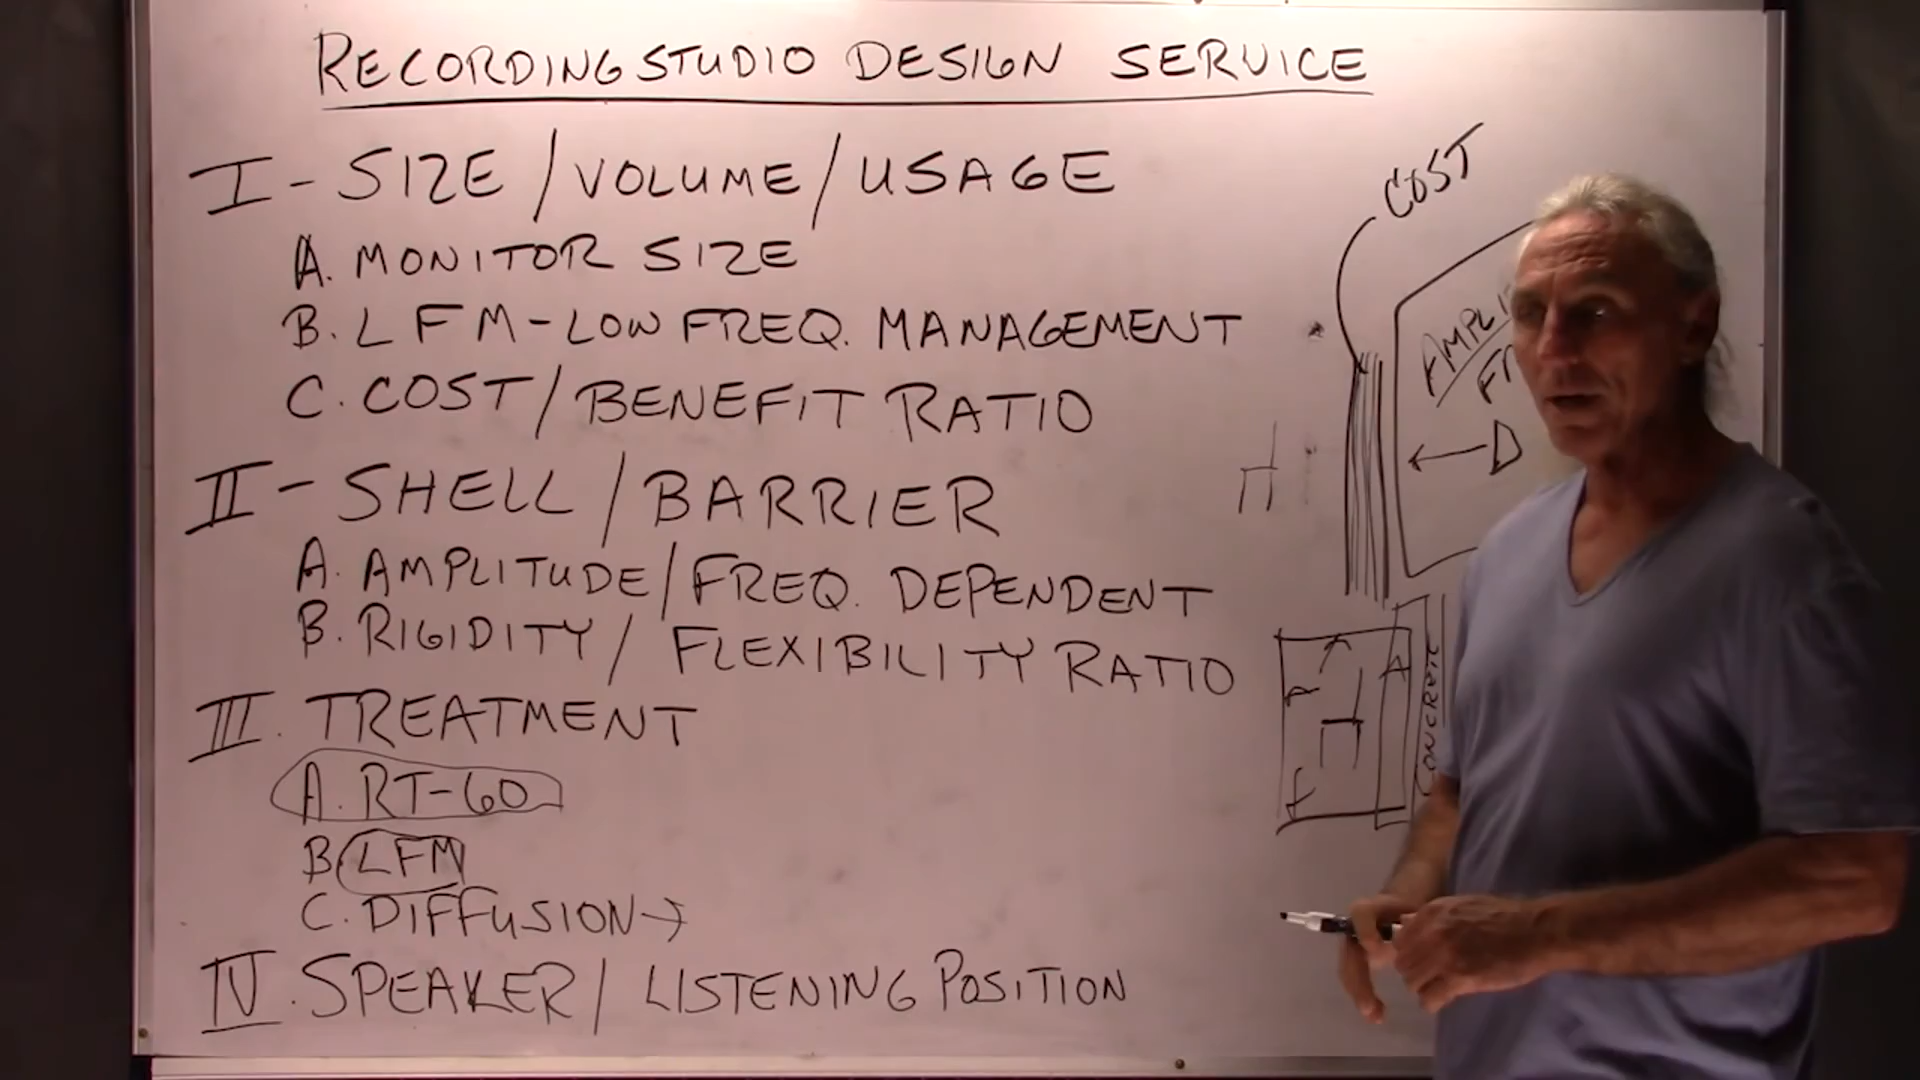 RECORDING STUDIO DESIGN SERVICE
I - SIZE / VOLUME / USAGE
A. MONITOR SIZE
B. LFM - LOW FREQ. MANAGEMENT
C. COST / BENEFIT RATIO
II - SHELL / BARRIER
A. AMPLITUDE / FREQ. DEPENDENT
B. RIGIDITY / FLEXIBILITY RATIO
III. TREATMENT
A. RT-60
B. LFM
C. DIFFUSION →
IV. SPEAKER / LISTENING POSITION
COST
CONCRETE